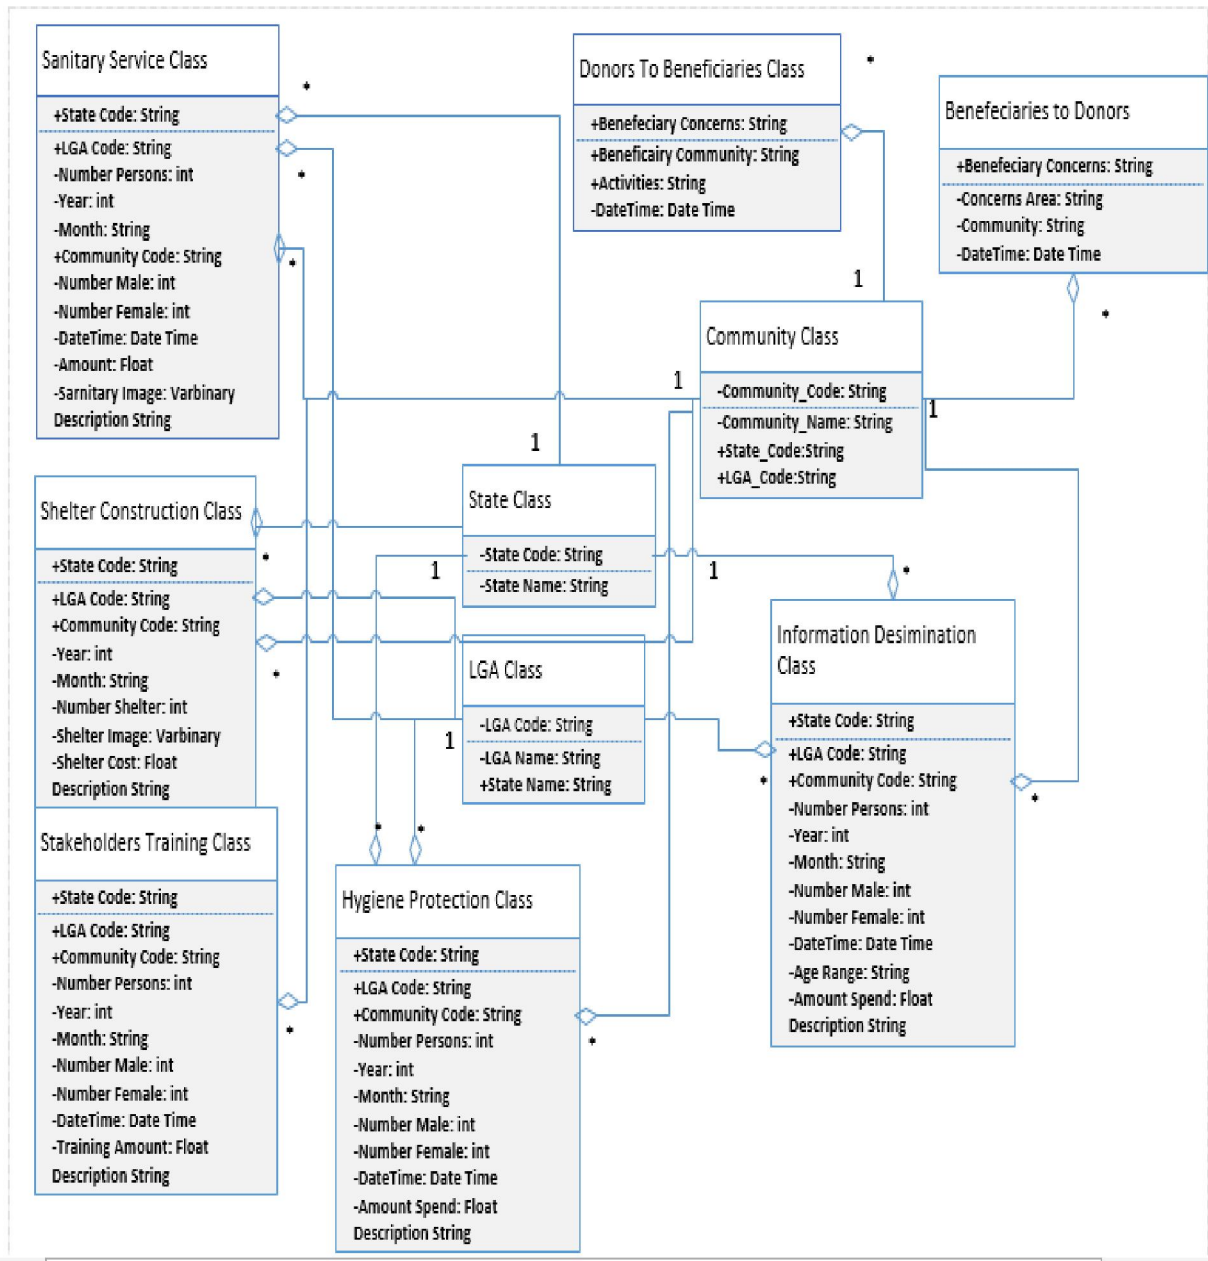 Sanitary Service Class
+State Code: String
+LGA Code: String
-Number Persons: int
-Year: int
-Month: String
+Community Code: String
-Number Male: int
-Number Female: int
-DateTime: Date Time
-Amount: Float
-Sarnitary Image: Varbinary
Description String
*
*
*
Donors To Beneficiaries Class
+Benefeciary Concerns: String
+Beneficairy Community: String
+Activities: String
-DateTime: Date Time
*
1
Benefeciaries to Donors
+Benefeciary Concerns: String
-Concerns Area: String
-Community: String
-DateTime: Date Time
*
Community Class
-Community_Code: String
-Community_Name: String
+State_Code:String
+LGA_Code:String
1
1
1
State Class
-State Code: String
-State Name: String
1
1
Shelter Construction Class
+State Code: String
+LGA Code: String
+Community Code: String
-Year: int
-Month: String
-Number Shelter: int
-Shelter Image: Varbinary
-Shelter Cost: Float
Description String
*
*
LGA Class
-LGA Code: String
-LGA Name: String
+State Name: String
1
Information Desimination
Class
+State Code: String
+LGA Code: String
+Community Code: String
-Number Persons: int
-Year: int
-Month: String
-Number Male: int
-Number Female: int
-DateTime: Date Time
-Age Range: String
-Amount Spend: Float
Description String
*
*
*
Stakeholders Training Class
+State Code: String
+LGA Code: String
+Community Code: String
-Number Persons: int
-Year: int
-Month: String
-Number Male: int
-Number Female: int
-DateTime: Date Time
-Training Amount: Float
Description String
*
Hygiene Protection Class
+State Code: String
+LGA Code: String
+Community Code: String
-Number Persons: int
-Year: int
-Month: String
-Number Male: int
-Number Female: int
-DateTime: Date Time
-Amount Spend: Float
Description String
*
*
*